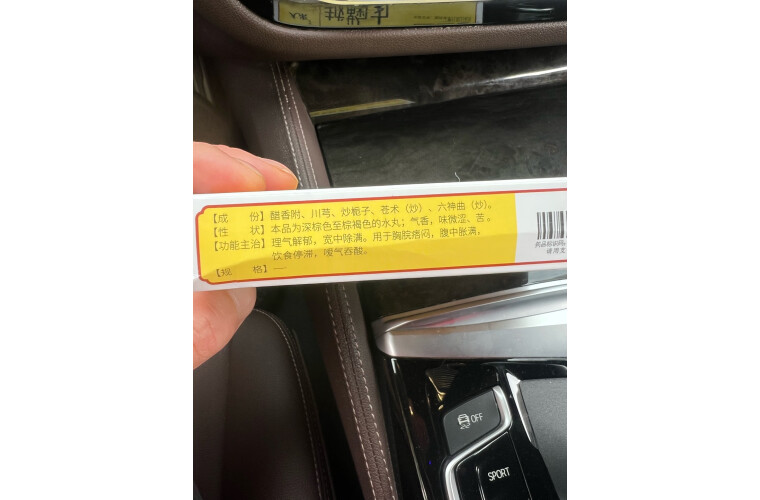 【成 份】醋香附、川芎、炒栀子、苍术（炒）、六神曲（炒）。
【性 状】本品为深棕色至棕褐色的水丸；气香，味微涩、苦。
【功能主治】理气解郁，宽中除满。用于胸脘痞闷，腹中胀满，
饮食停滞，嗳气吞酸。
【规 格】—
OFF
SPORT